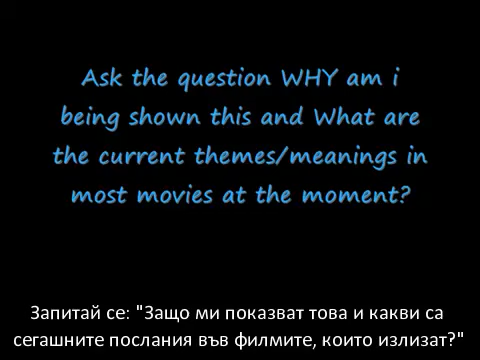 Ask the question WHY am i
being shown this and What are
the current themes/meanings in
most movies at the moment?
Запитай се: "Защо ми показват това и какви са
сегашните послания във филмите, които излизат?"